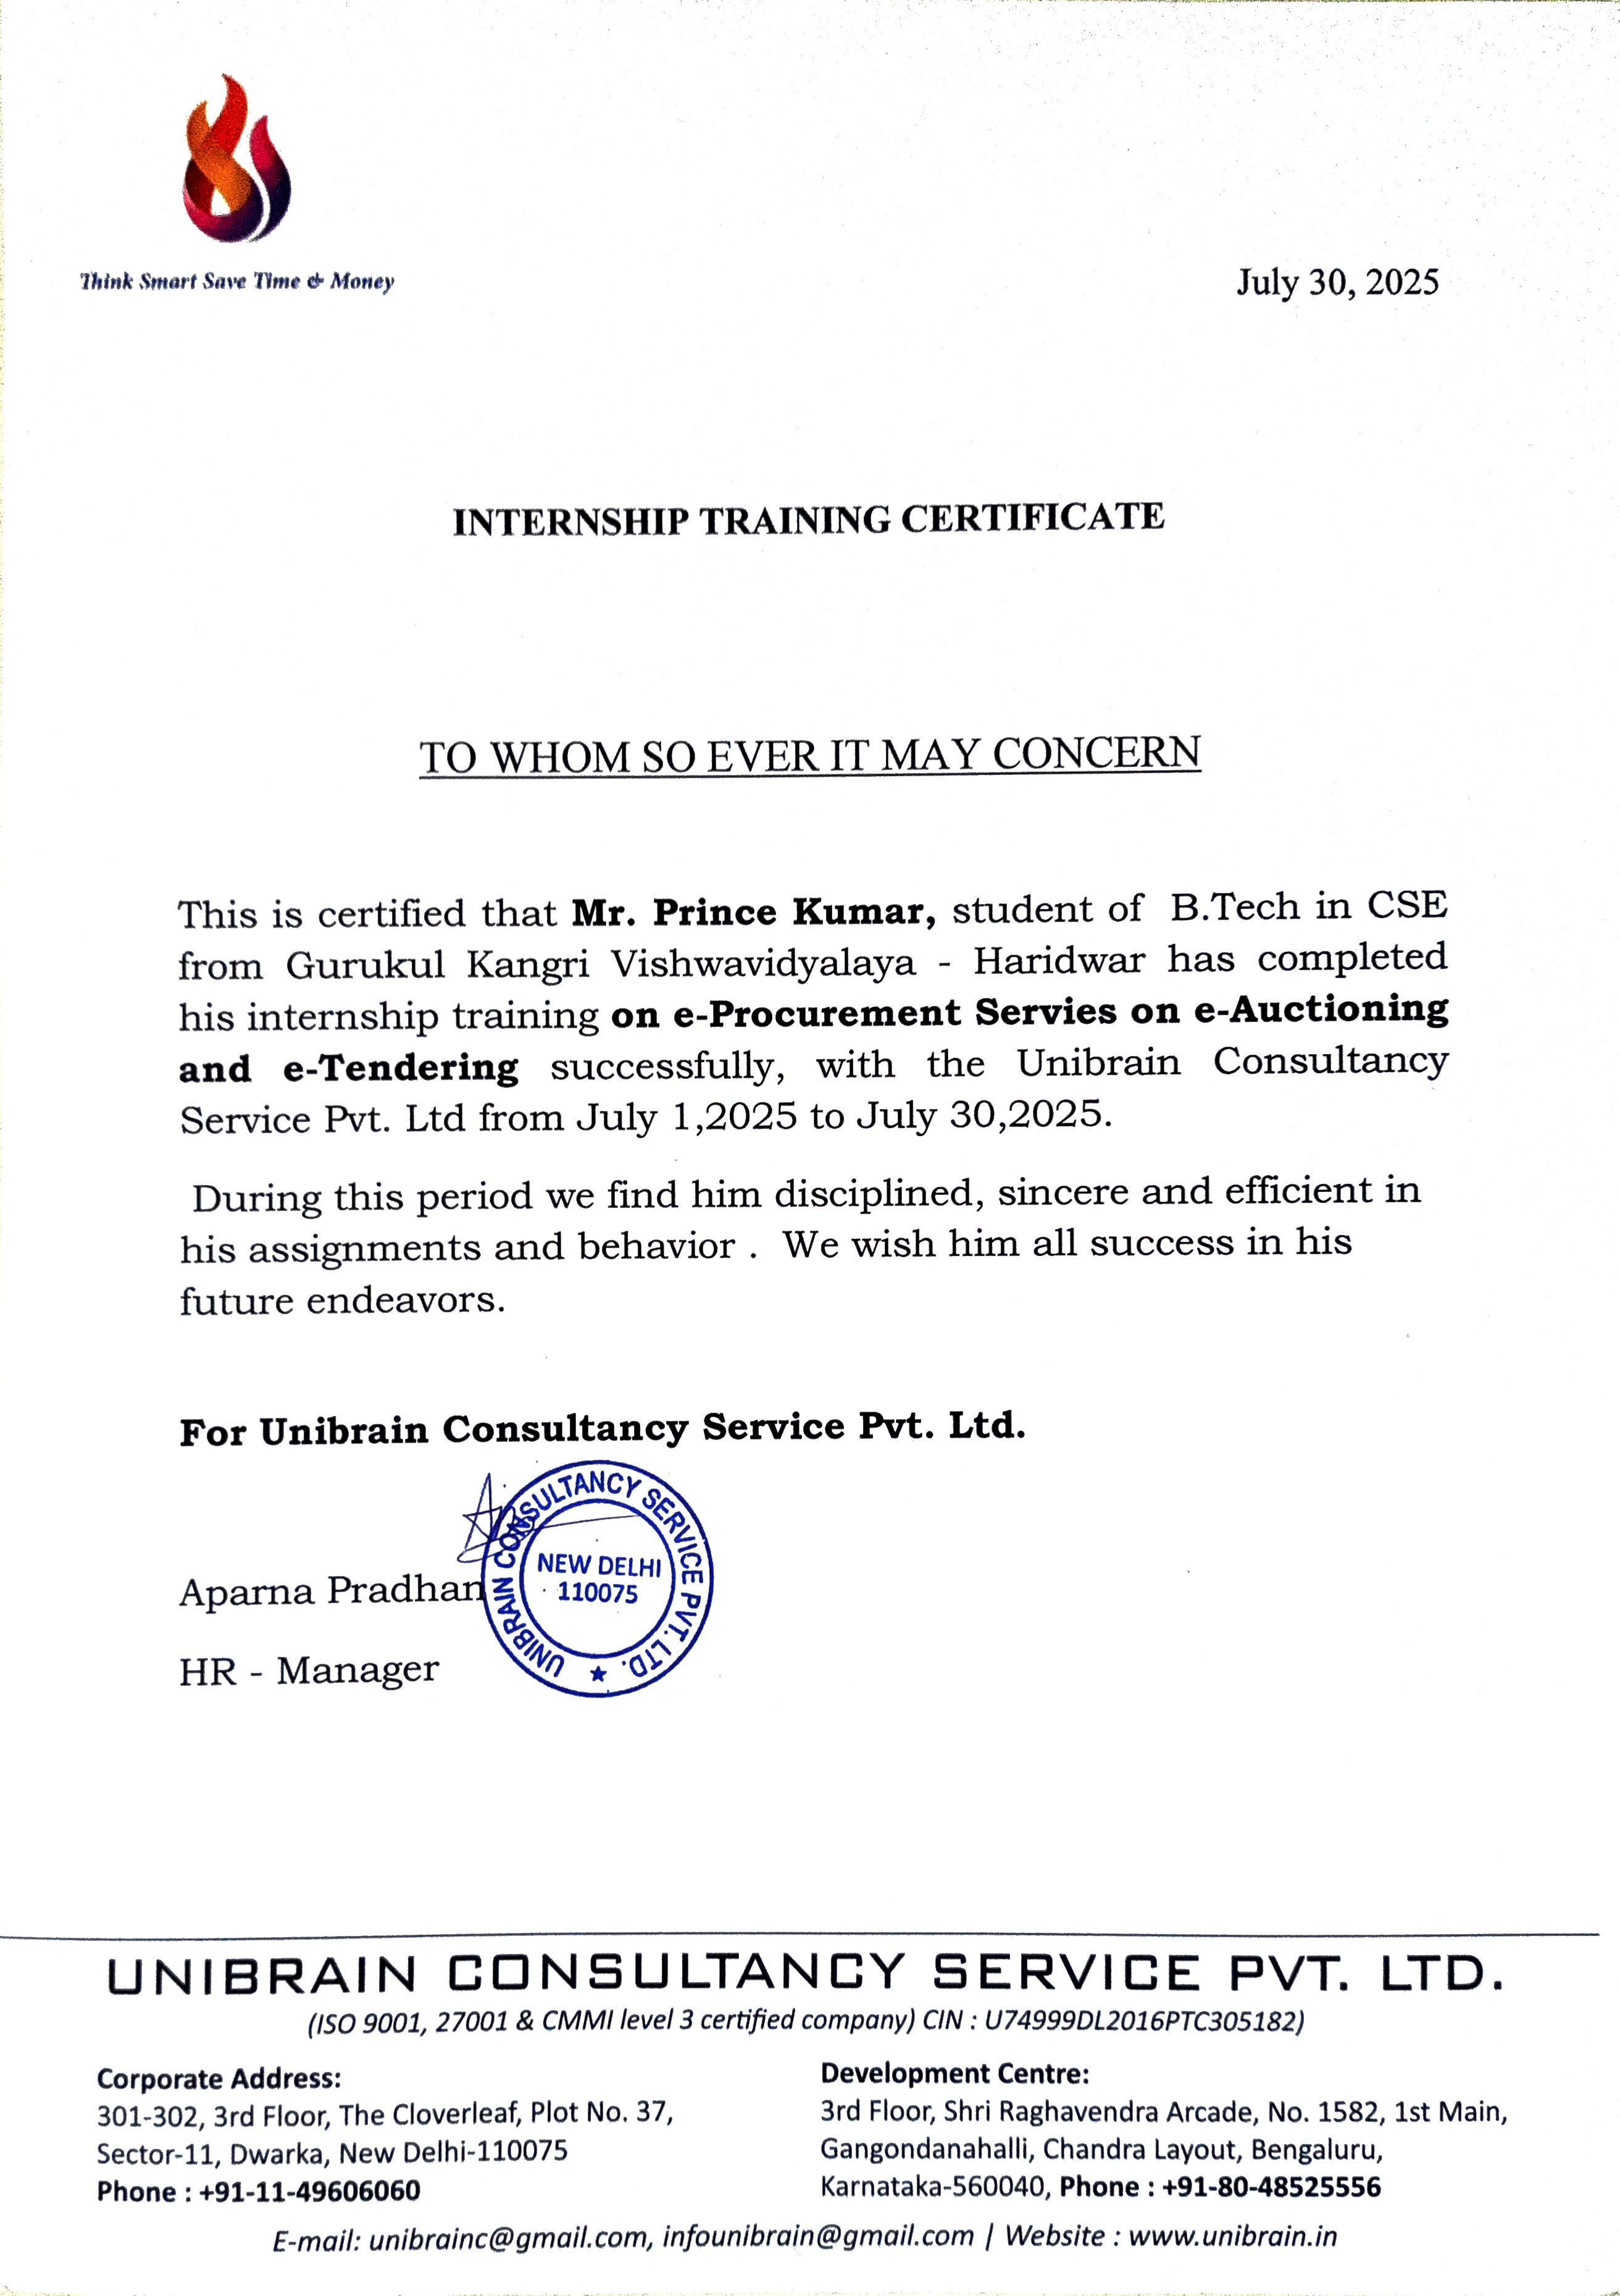 Think Smart Save Time & Money
July 30, 2025
INTERNSHIP TRAINING CERTIFICATE
TO WHOM SO EVER IT MAY CONCERN
This is certified that Mr. Prince Kumar, student of B.Tech in CSE
from Gurukul Kangri Vishwavidyalaya - Haridwar has completed
his internship training on e-Procurement Servies on e-Auctioning
and e-Tendering successfully, with the Unibrain Consultancy
Service Pvt. Ltd from July 1,2025 to July 30,2025.
During this period we find him disciplined, sincere and efficient in
his assignments and behavior . We wish him all success in his
future endeavors.
For Unibrain Consultancy Service Pvt. Ltd.
UNIBRAIN CONSULTANCY SERVICE PVT. LTD.
NEW DELHI
110075
Aparna Pradhan
HR - Manager
UNIBRAIN CONSULTANCY SERVICE PVT. LTD.
(ISO 9001, 27001 & CMMI level 3 certified company) CIN : U74999DL2016PTC305182)
Corporate Address:
301-302, 3rd Floor, The Cloverleaf, Plot No. 37,
Sector-11, Dwarka, New Delhi-110075
Phone : +91-11-49606060
Development Centre:
3rd Floor, Shri Raghavendra Arcade, No. 1582, 1st Main,
Gangondanahalli, Chandra Layout, Bengaluru,
Karnataka-560040, Phone : +91-80-48525556
E-mail: unibrainc@gmail.com, infounibrain@gmail.com | Website : www.unibrain.in